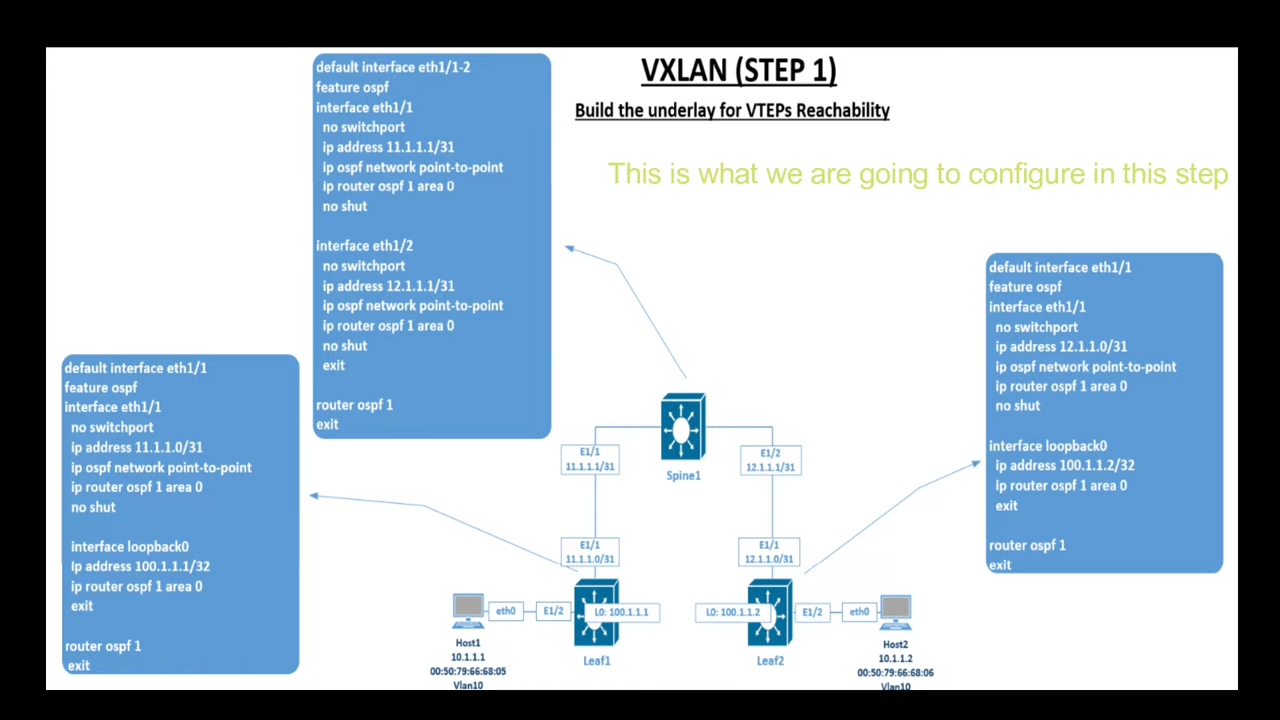 VXLAN (STEP 1)
Build the underlay for VTEPs Reachability
This is what we are going to configure in this step
default interface eth1/1-2
feature ospf
interface eth1/1
no switchport
ip address 11.1.1.1/31
ip ospf network point-to-point
ip router ospf 1 area 0
no shut
interface eth1/2
no switchport
ip address 12.1.1.1/31
ip ospf network point-to-point
ip router ospf 1 area 0
no shut
exit
router ospf 1
exit
default interface eth1/1
feature ospf
interface eth1/1
no switchport
ip address 11.1.1.0/31
ip ospf network point-to-point
ip router ospf 1 area 0
no shut
interface loopback0
Ip address 100.1.1.1/32
ip router ospf 1 area 0
exit
router ospf 1
exit
default interface eth1/1
feature ospf
interface eth1/1
no switchport
ip address 12.1.1.0/31
ip ospf network point-to-point
ip router ospf 1 area 0
no shut
interface loopback0
ip address 100.1.1.2/32
ip router ospf 1 area 0
exit
router ospf 1
exit
Spine1
E1/1
11.1.1.1/31
E1/2
12.1.1.1/31
E1/1
11.1.1.0/31
E1/1
12.1.1.0/31
eth0
E1/2
L0: 100.1.1.1
L0: 100.1.1.2
E1/2
eth0
Leaf1
Leaf2
Host1
10.1.1.1
00:50:79:66:68:05
Vlan10
Host2
10.1.1.2
00:50:79:66:68:06
Vlan10